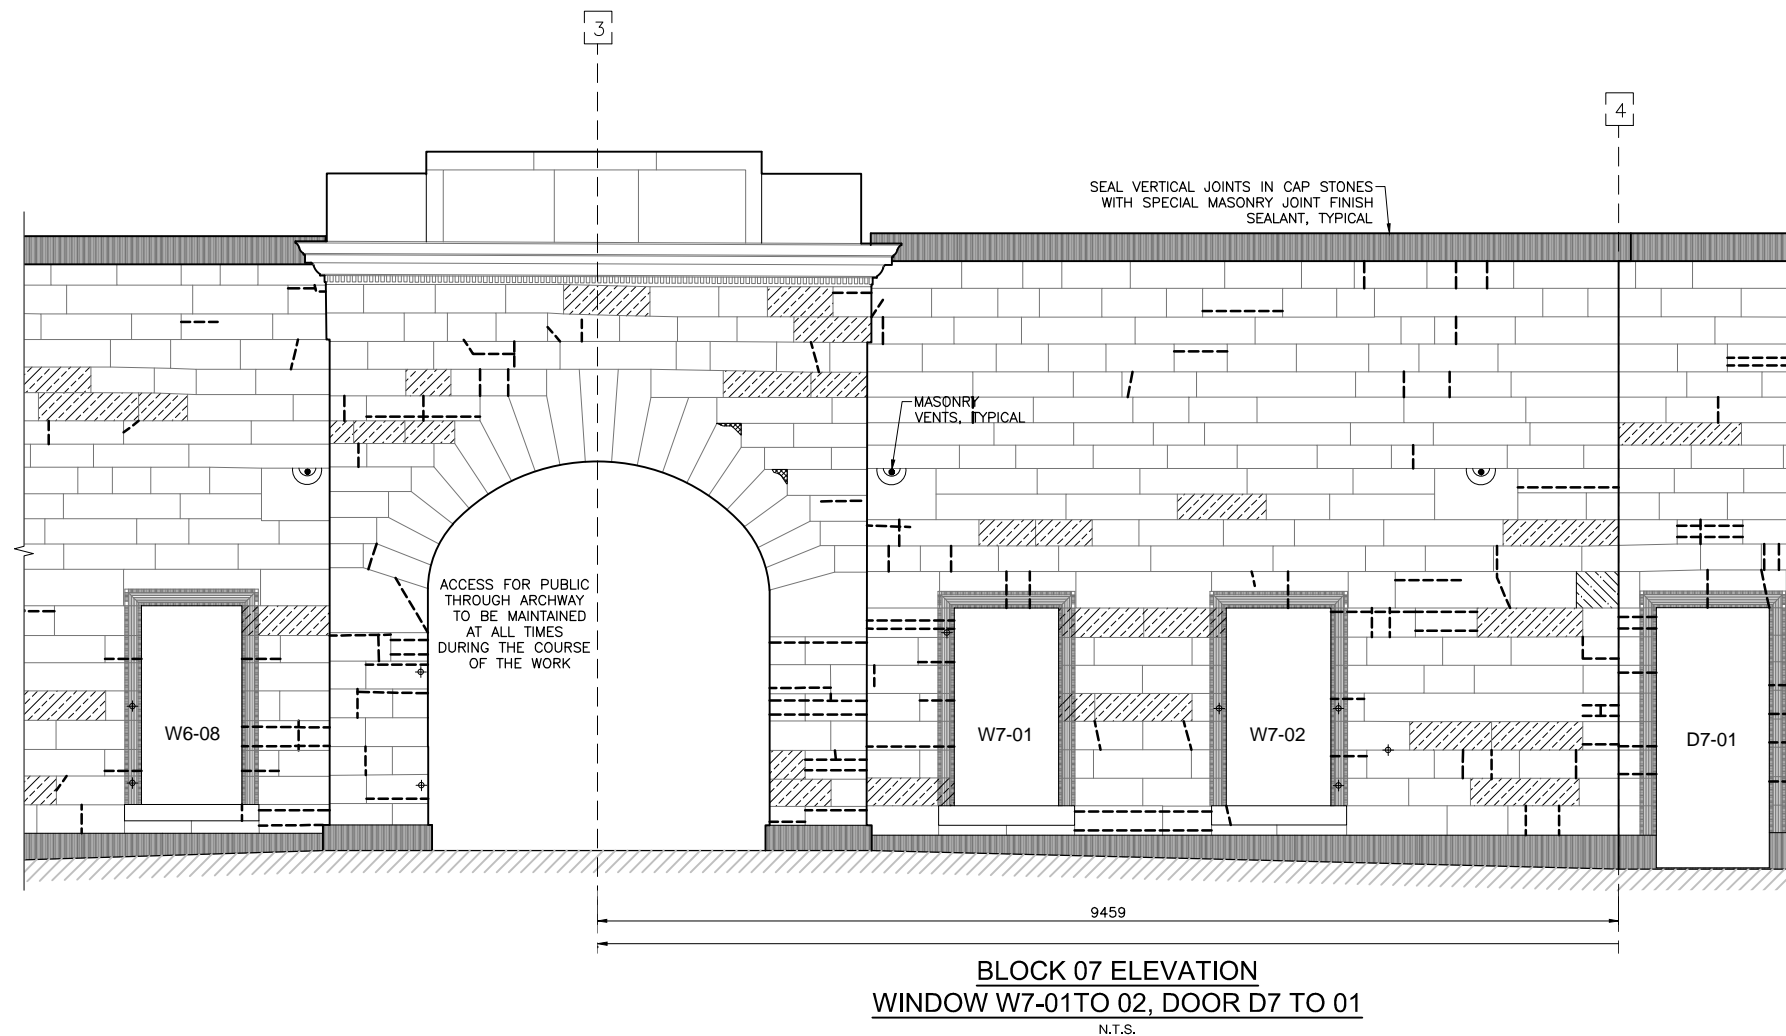 3
4
SEAL VERTICAL JOINTS IN CAP STONES
WITH SPECIAL MASONRY JOINT FINISH
SEALANT, TYPICAL
MASONRY
VENTS, TYPICAL
ACCESS FOR PUBLIC
THROUGH ARCHWAY
TO BE MAINTAINED
AT ALL TIMES
DURING THE COURSE
OF THE WORK
W6-08
W7-01
W7-02
D7-01
9459
BLOCK 07 ELEVATION
WINDOW W7-01TO 02, DOOR D7 TO 01
N.T.S.